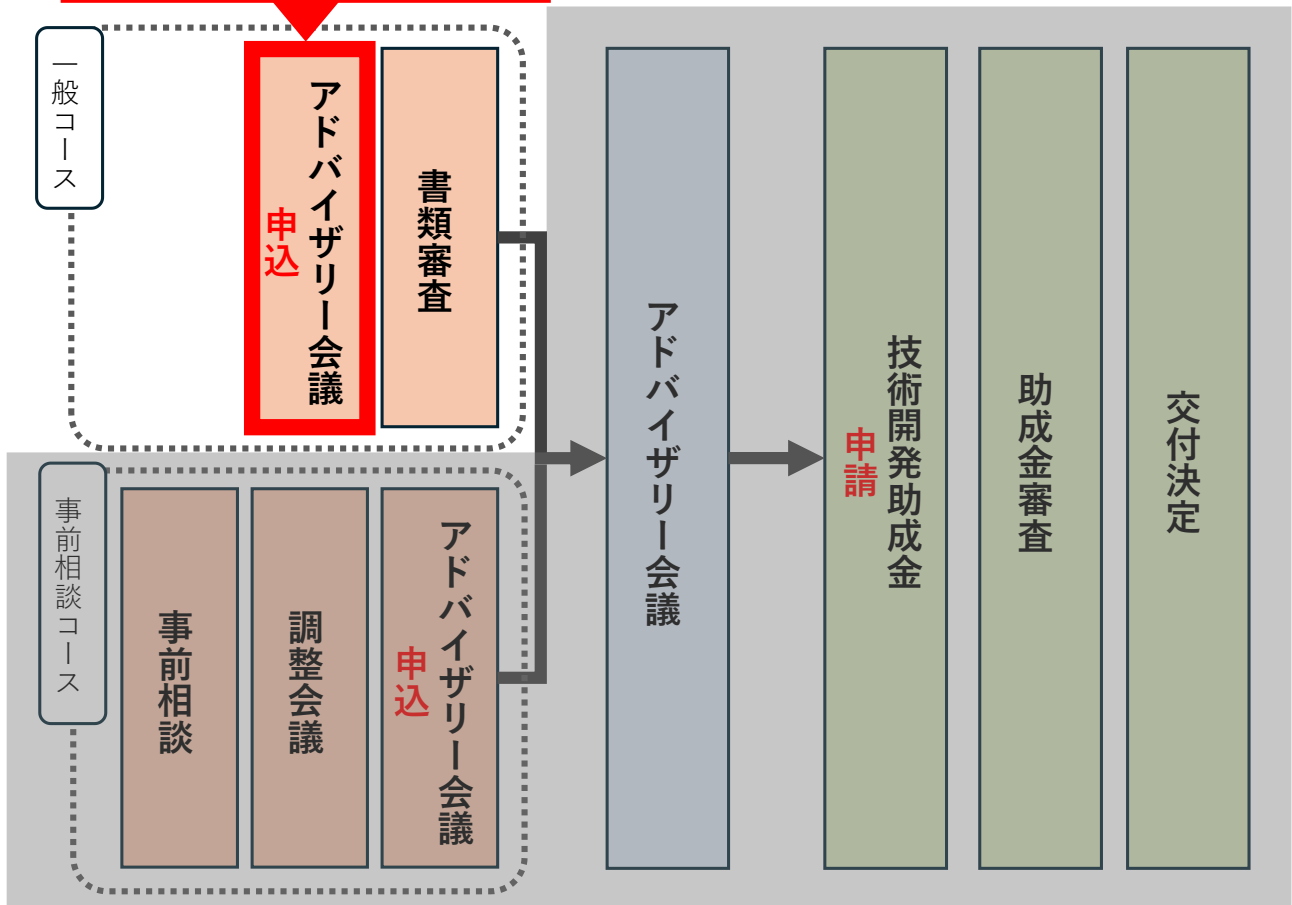 一般コース
アドバイザリー会議
申込
書類審査
事前相談コース
事前相談
調整会議
アドバイザリー会議
申込
アドバイザリー会議
技術開発助成金
申請
助成金審査
交付決定